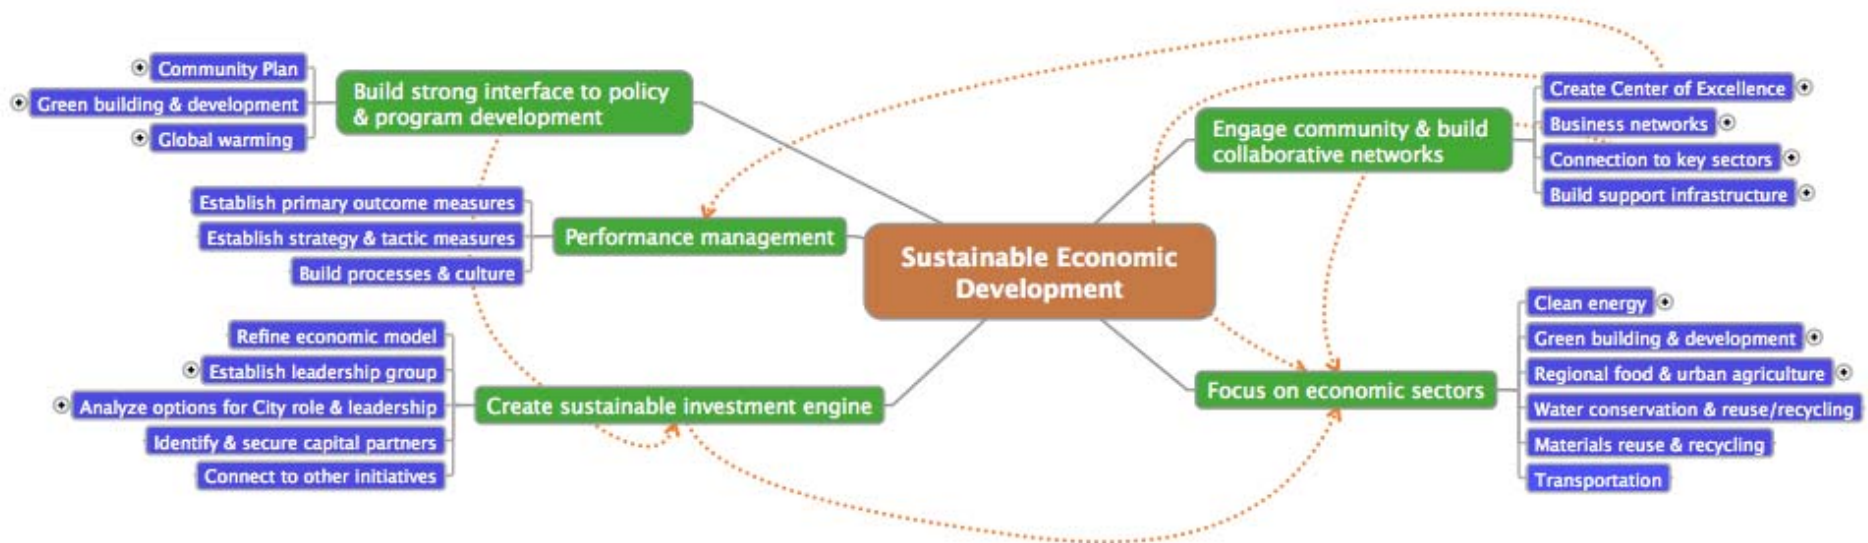 Community Plan
Green building & development
Global warming
Build strong interface to policy
& program development
Establish primary outcome measures
Establish strategy & tactic measures
Build processes & culture
Performance management
Refine economic model
Establish leadership group
Analyze options for City role & leadership
Identify & secure capital partners
Connect to other initiatives
Create sustainable investment engine
Sustainable Economic
Development
Engage community & build
collaborative networks
Create Center of Excellence
Business networks
Connection to key sectors
Build support infrastructure
Focus on economic sectors
Clean energy
Green building & development
Regional food & urban agriculture
Water conservation & reuse/recycling
Materials reuse & recycling
Transportation